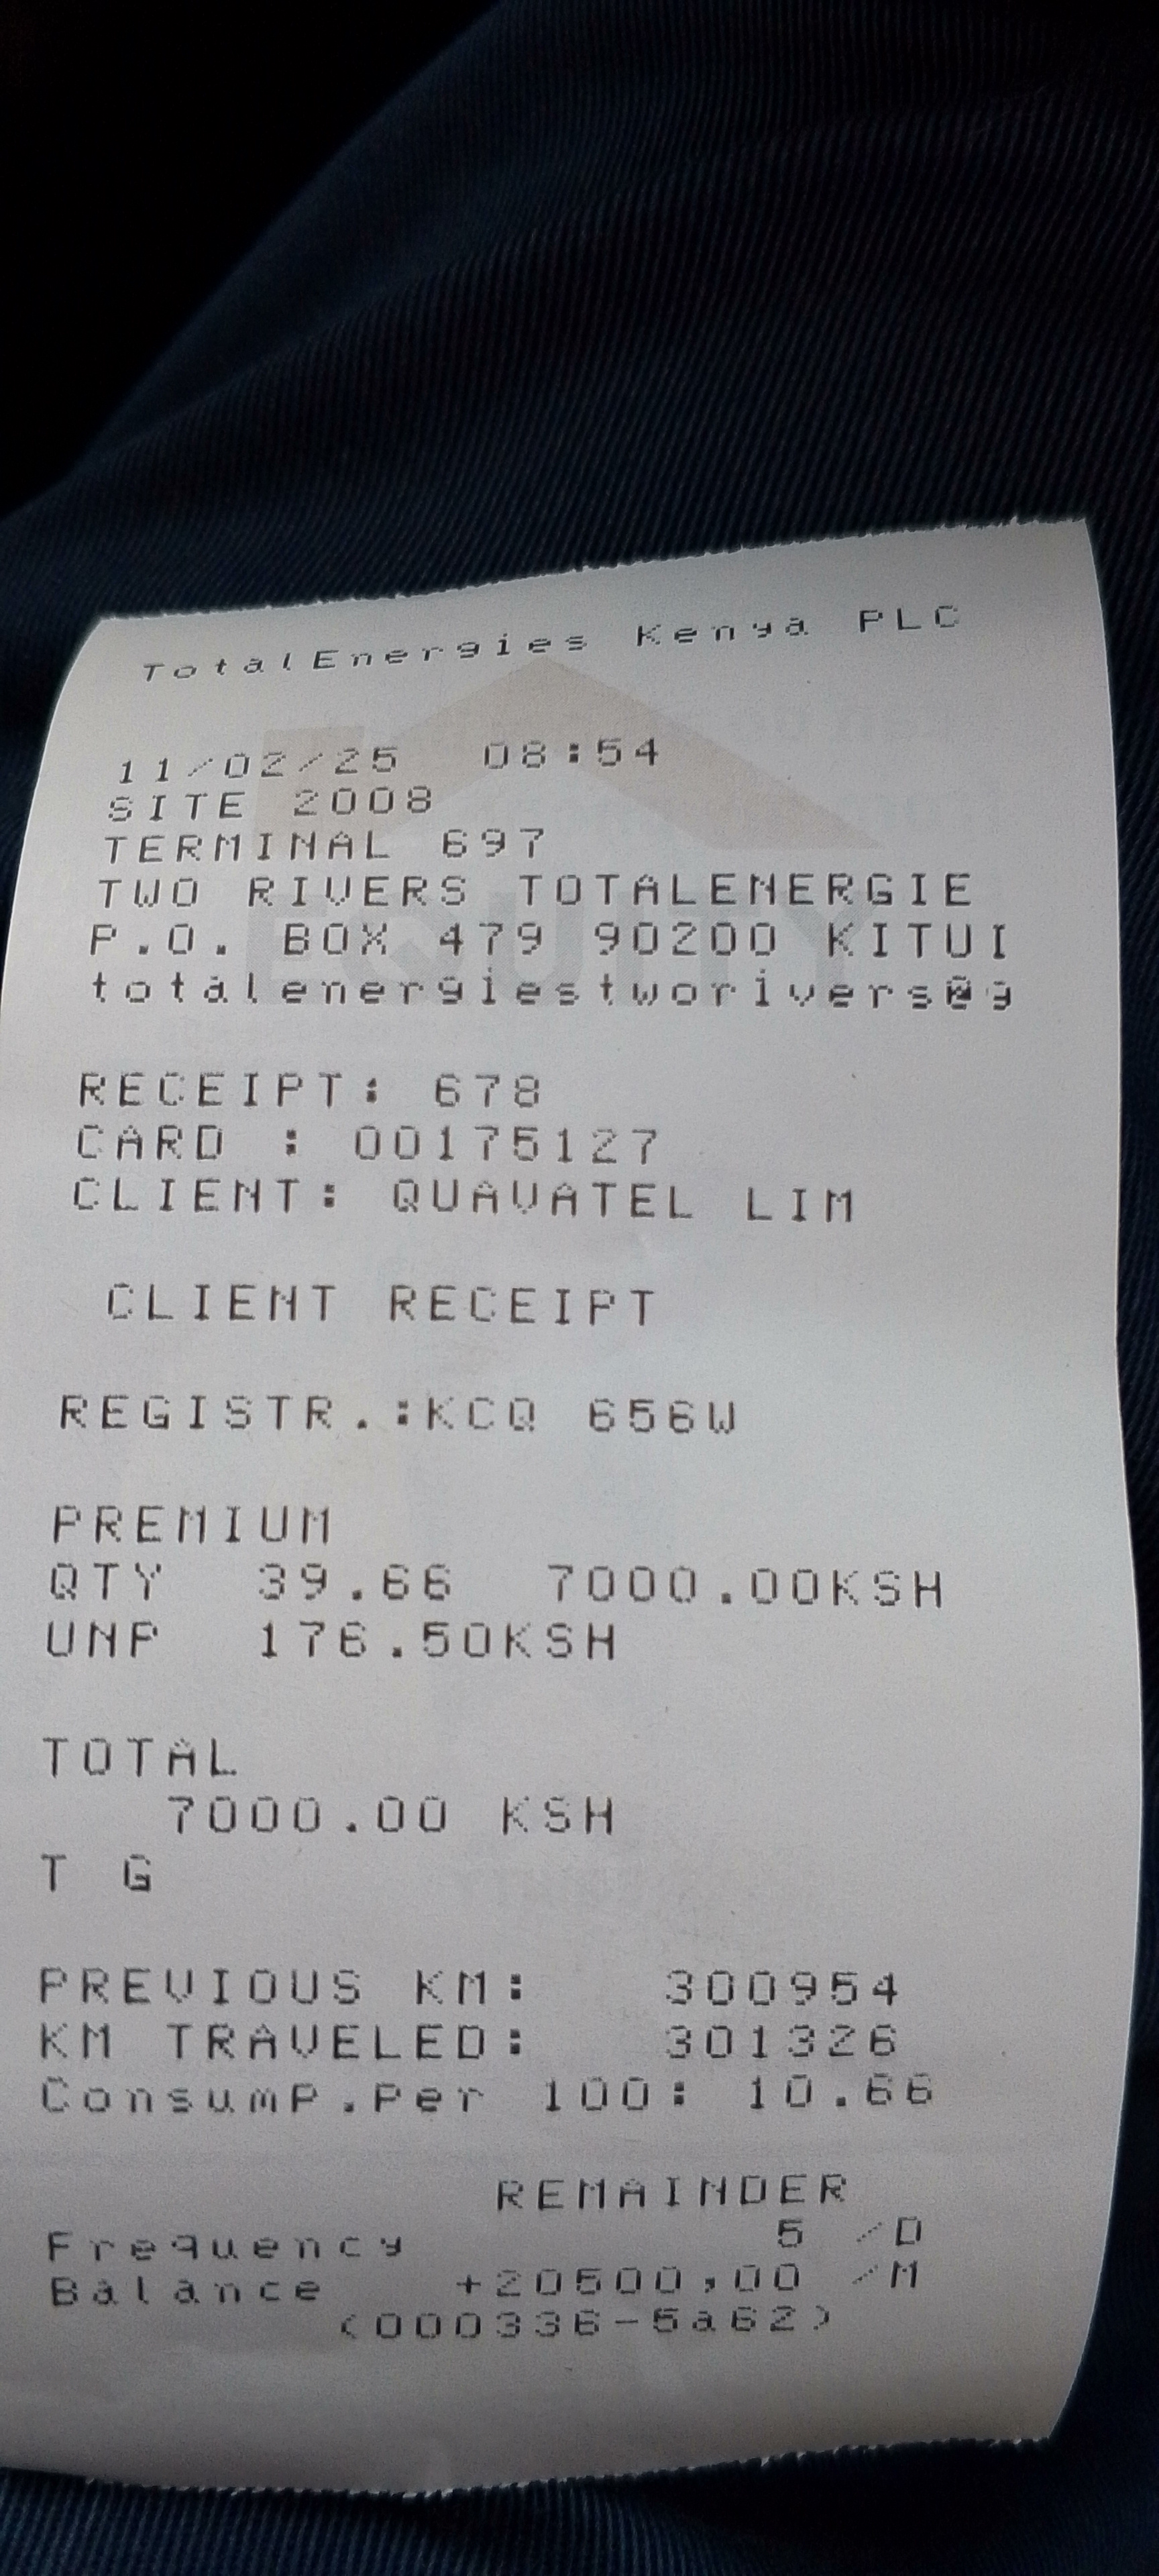 TotalEnergies Kenya PLC
11/02/25 08:54
SITE 2008
TERMINAL 697
TWO RIVERS TOTALENERGIE
P.O. BOX 479 90200 KITUI
totalenergiestworivers@g
RECEIPT: 678
CARD : 00175127
CLIENT: QUAVATEL LIM
CLIENT RECEIPT
REGISTR.:KCQ 656W
PREMIUM
QTY 39.66 7000.00KSH
UNP 176.50KSH
TOTAL
7000.00 KSH
T G
PREVIOUS KM: 300954
KM TRAVELED: 301326
Consump.Per 100: 10.66
REMAINDER
Frequency 5 /D
Balance +20500,00 /M
(000336-5a62)
EQUITY